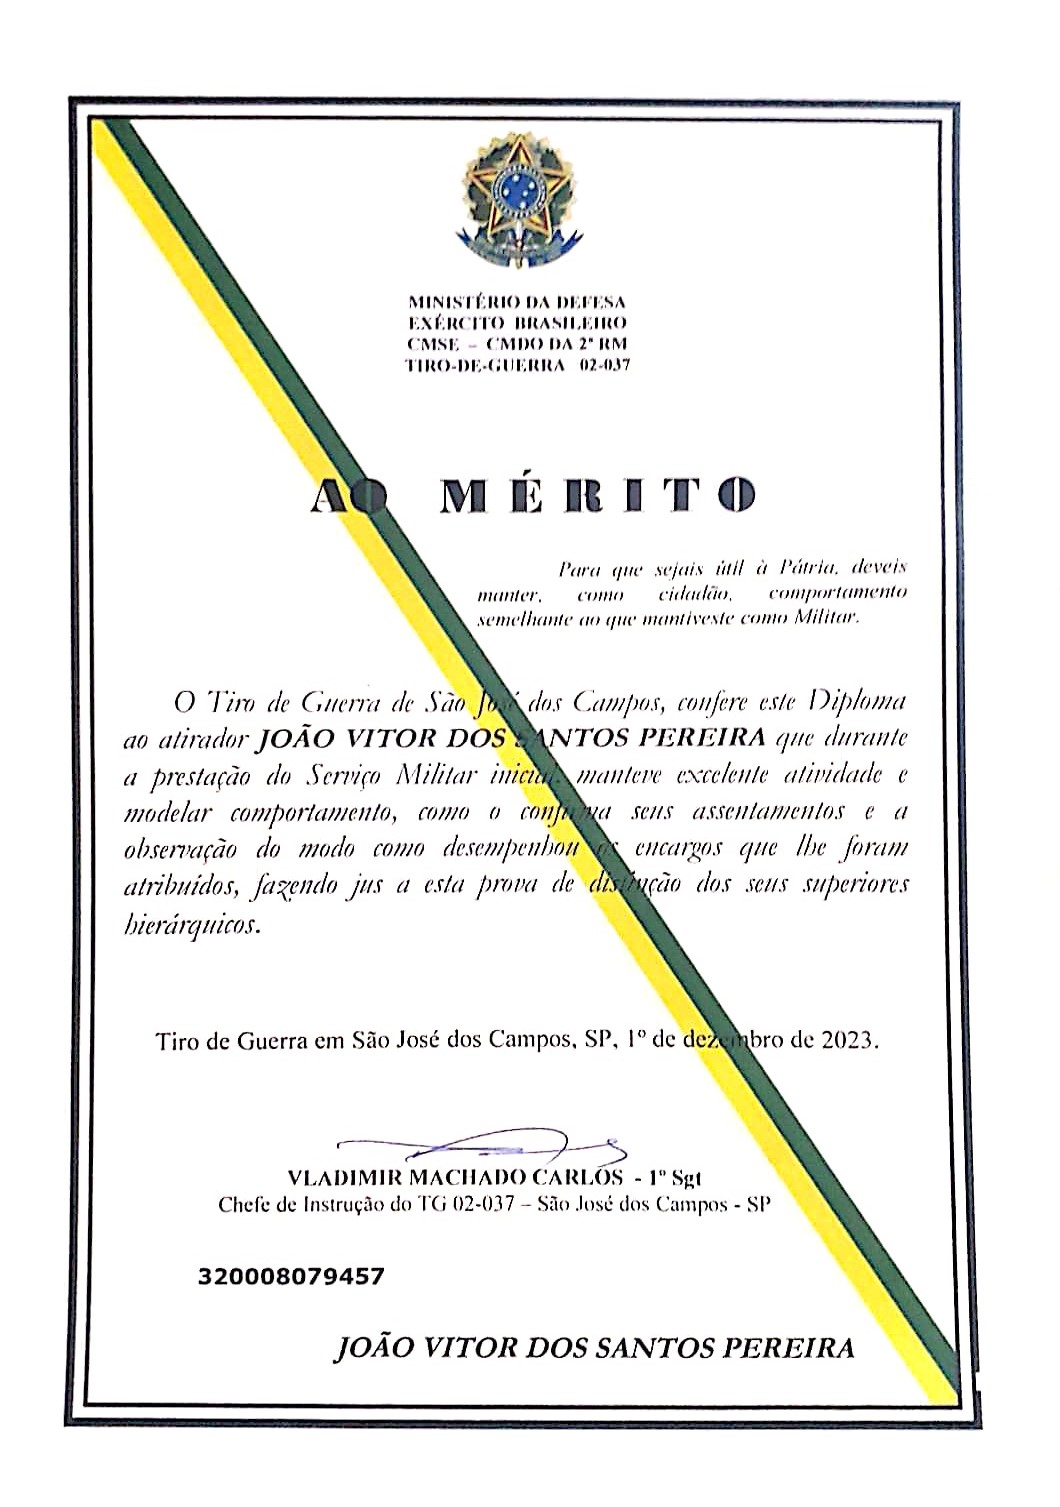 MINISTÉRIO DA DEFESA
EXÉRCITO BRASILEIRO
CMSE – CMDO DA 2ª RM
TIRO-DE-GUERRA 02-037
AO MÉRITO
Para que sejais útil à Pátria, deveis
manter, como cidadão, comportamento
semelhante ao que mantiveste como Militar.
O Tiro de Guerra de São José dos Campos, confere este Diploma
ao atirador JOÃO VITOR DOS SANTOS PEREIRA que durante
a prestação do Serviço Militar inicial, manteve excelente atividade e
modelar comportamento, como o confirma seus assentamentos e a
observação do modo como desempenhou os encargos que lhe foram
atribuídos, fazendo jus a esta prova de distinção dos seus superiores
hierárquicos.
Tiro de Guerra em São José dos Campos, SP, 1º de dezembro de 2023.
VLADIMIR MACHADO CARLOS - 1º Sgt
Chefe de Instrução do TG 02-037 – São José dos Campos - SP
320008079457
JOÃO VITOR DOS SANTOS PEREIRA